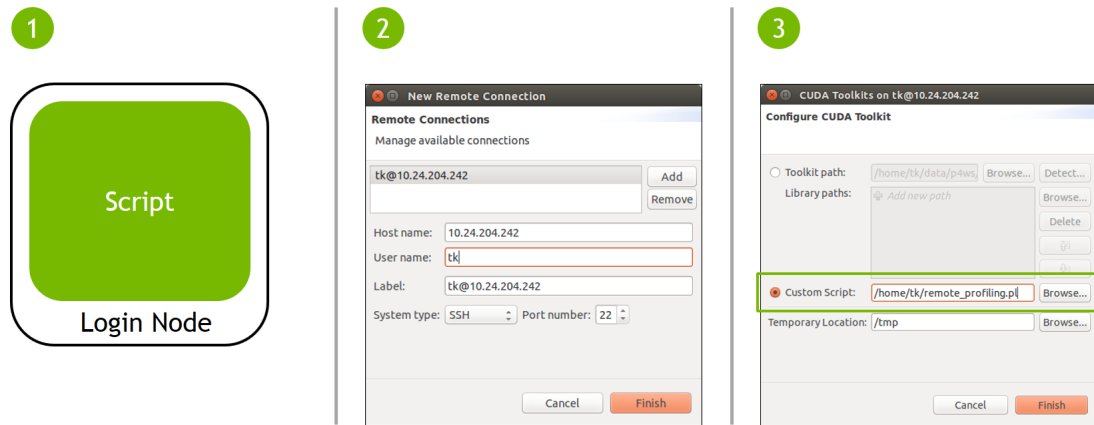 1
Script
Login Node
2
New Remote Connection
Remote Connections
Manage available connections
tk@10.24.204.242
Add
Remove
Host name: 10.24.204.242
User name: tk
Label: tk@10.24.204.242
System type: SSH Port number: 22
Cancel Finish
3
CUDA Toolkits on tk@10.24.204.242
Configure CUDA Toolkit
Toolkit path: /home/tk/data/p4ws/ Browse... Detect...
Library paths: Add new path Browse...
Delete
Custom Script: /home/tk/remote_profiling.pl Browse...
Temporary Location: /tmp Browse...
Cancel Finish